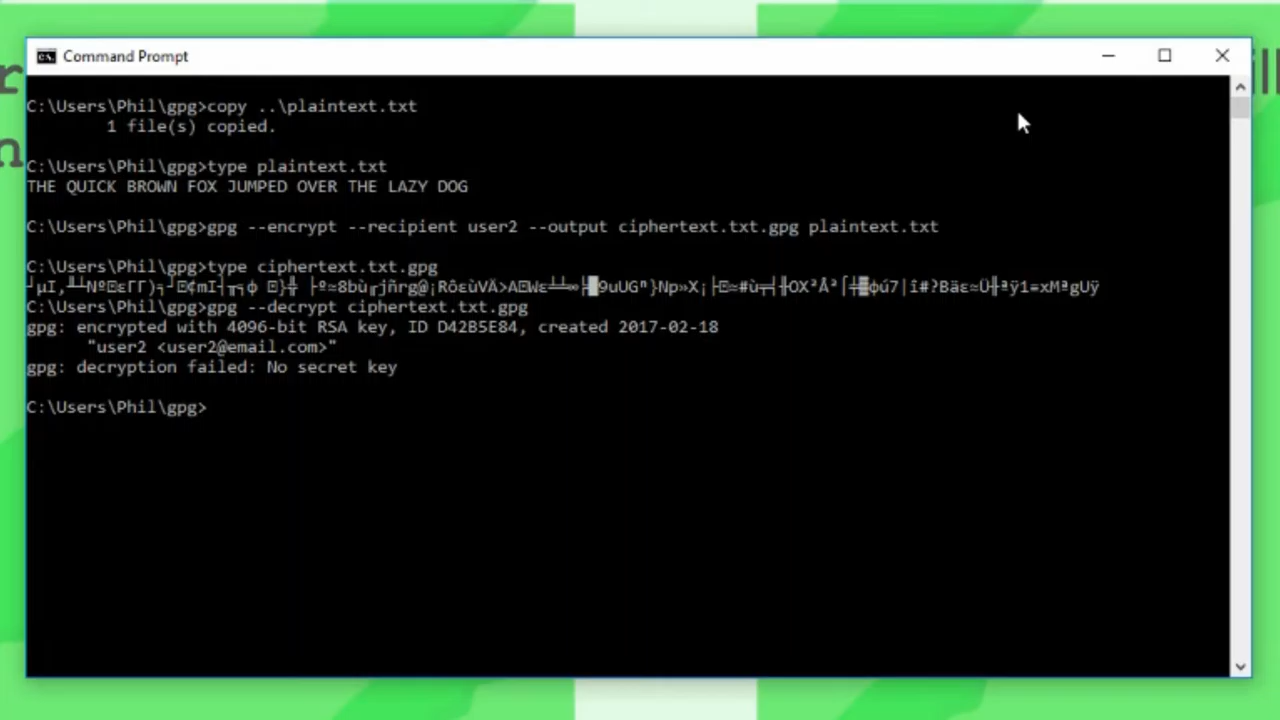 Command Prompt
C:\Users\Phil\gpg>copy ..\plaintext.txt
1 file(s) copied.
C:\Users\Phil\gpg>type plaintext.txt
THE QUICK BROWN FOX JUMPED OVER THE LAZY DOG
C:\Users\Phil\gpg>gpg --encrypt --recipient user2 --output ciphertext.txt.gpg plaintext.txt
C:\Users\Phil\gpg>type ciphertext.txt.gpg
C:\Users\Phil\gpg>gpg --decrypt ciphertext.txt.gpg
gpg: encrypted with 4096-bit RSA key, ID D42B5E84, created 2017-02-18
"user2 <user2@email.com>"
gpg: decryption failed: No secret key
C:\Users\Phil\gpg>